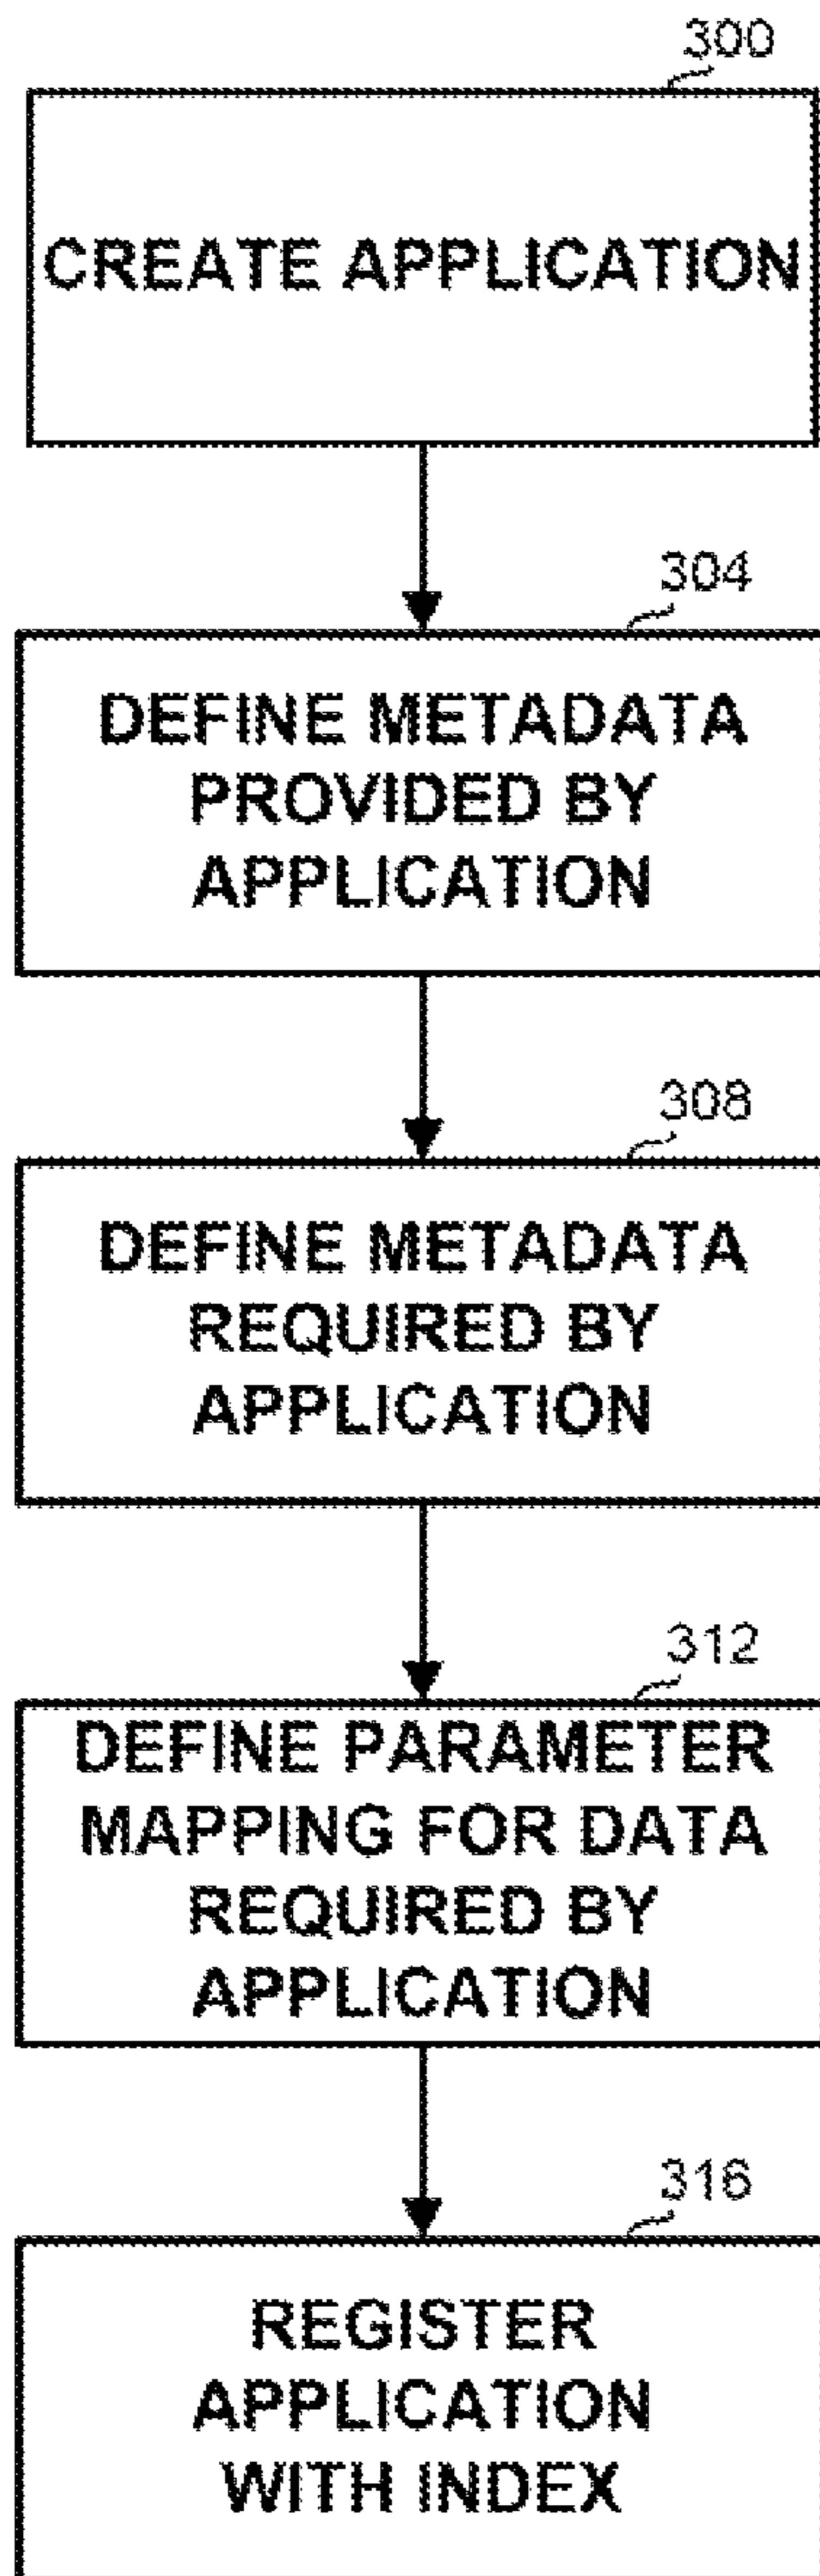 300
CREATE APPLICATION
304
DEFINE METADATA
PROVIDED BY
APPLICATION
308
DEFINE METADATA
REQUIRED BY
APPLICATION
312
DEFINE PARAMETER
MAPPING FOR DATA
REQUIRED BY
APPLICATION
316
REGISTER
APPLICATION
WITH INDEX